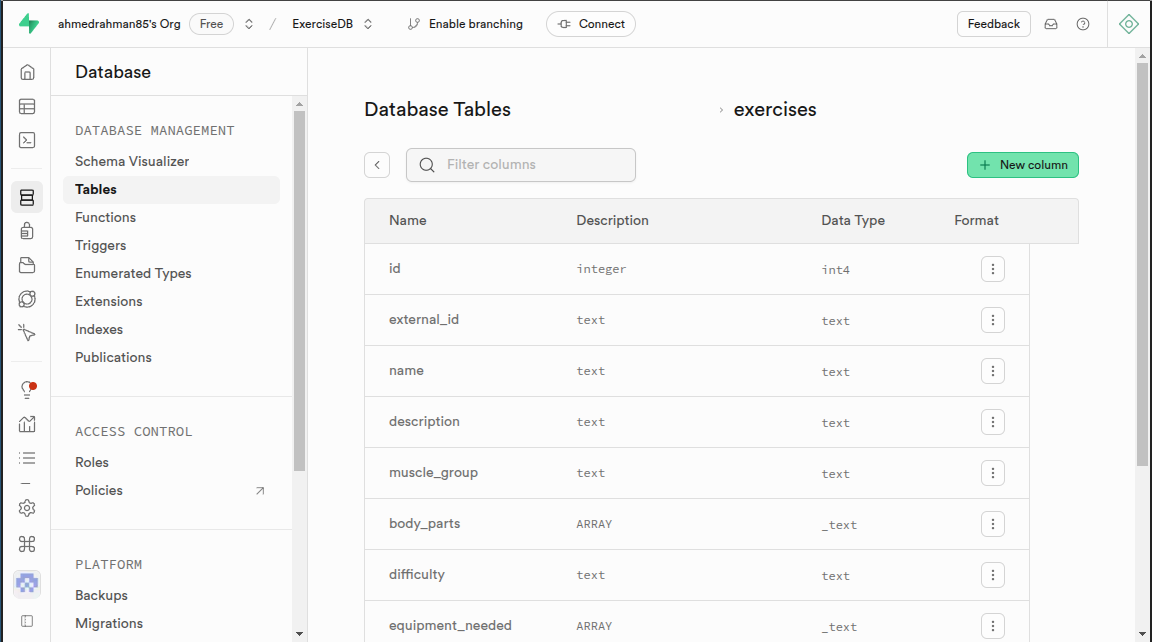 ahmedrahman85's Org Free / ExerciseDB Enable branching Connect Feedback
Database
DATABASE MANAGEMENT
Schema Visualizer
Tables
Functions
Triggers
Enumerated Types
Extensions
Indexes
Publications
ACCESS CONTROL
Roles
Policies
PLATFORM
Backups
Migrations
Database Tables › exercises
Filter columns
+ New column
Name Description Data Type Format
id integer int4
external_id text text
name text text
description text text
muscle_group text text
body_parts ARRAY _text
difficulty text text
equipment_needed ARRAY _text